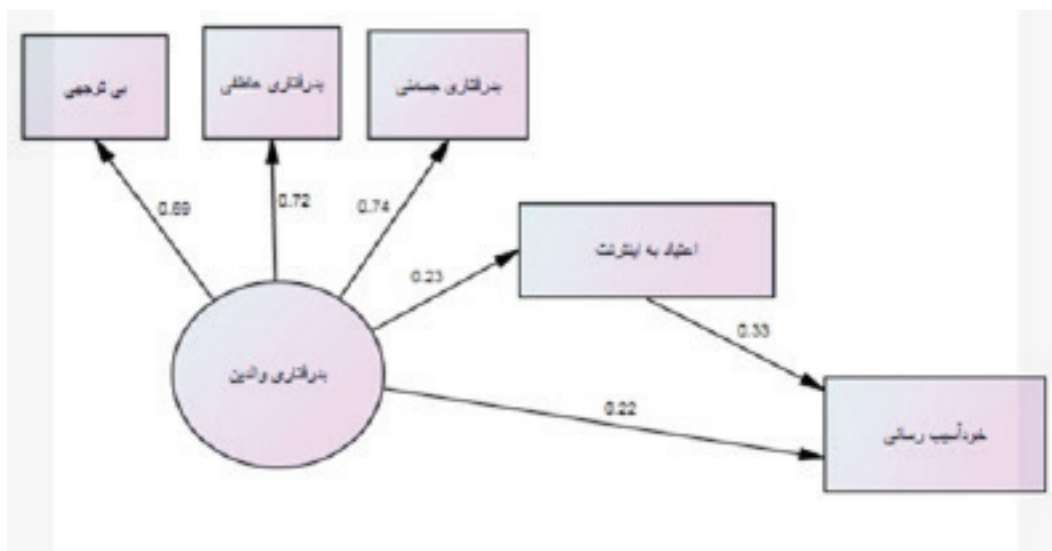 بی توجهی
بدرفتاری عاطفی
بدرفتاری جسمی
0.69
0.72
0.74
اعتیاد به اینترنت
0.23
0.33
بدرفتاری والدین
0.22
خودآسیب رسانی